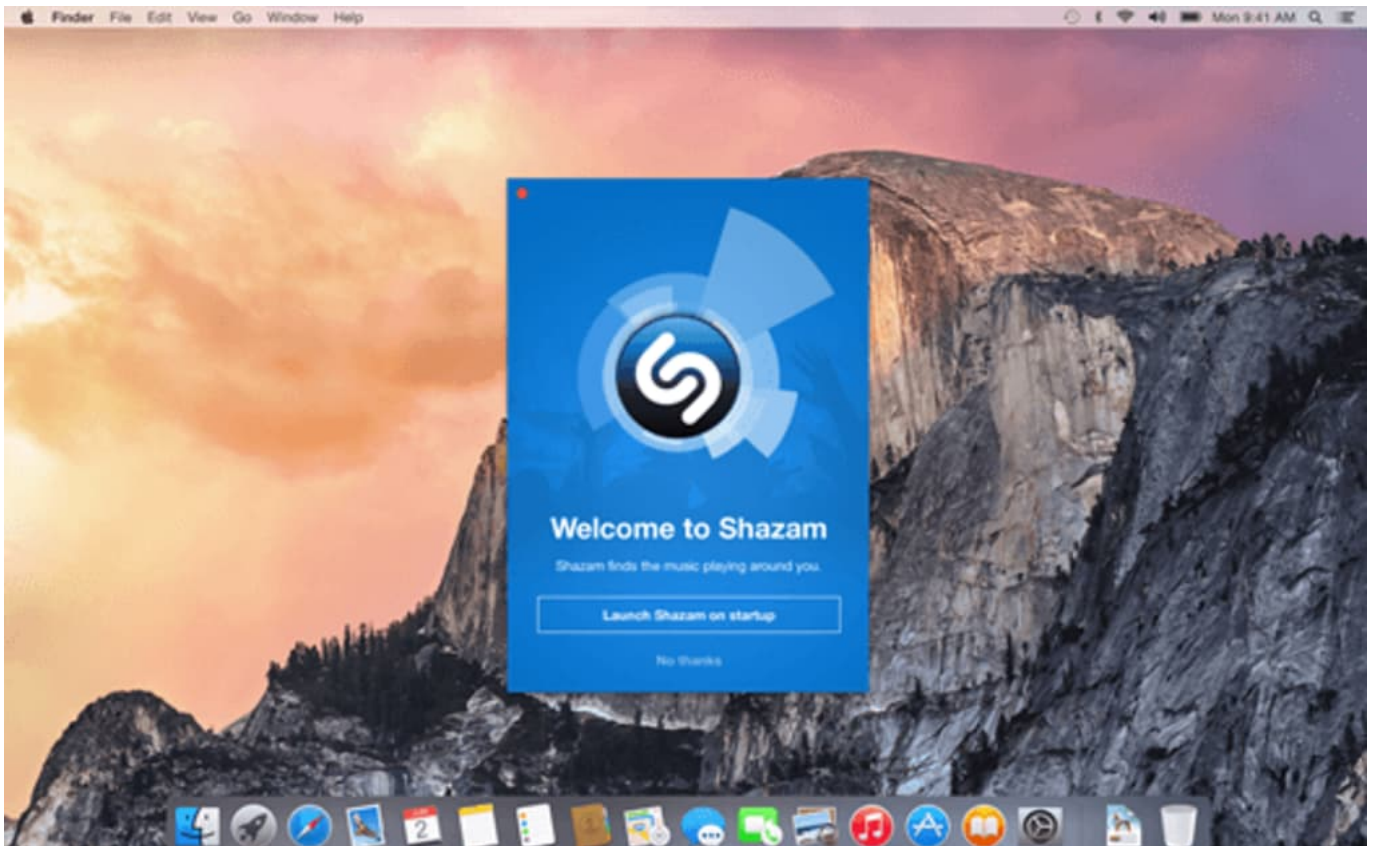 Finder File Edit View Go Window Help Mon 9:41 AM
Welcome to Shazam
Shazam finds the music playing around you.
Launch Shazam on startup
No thanks
2